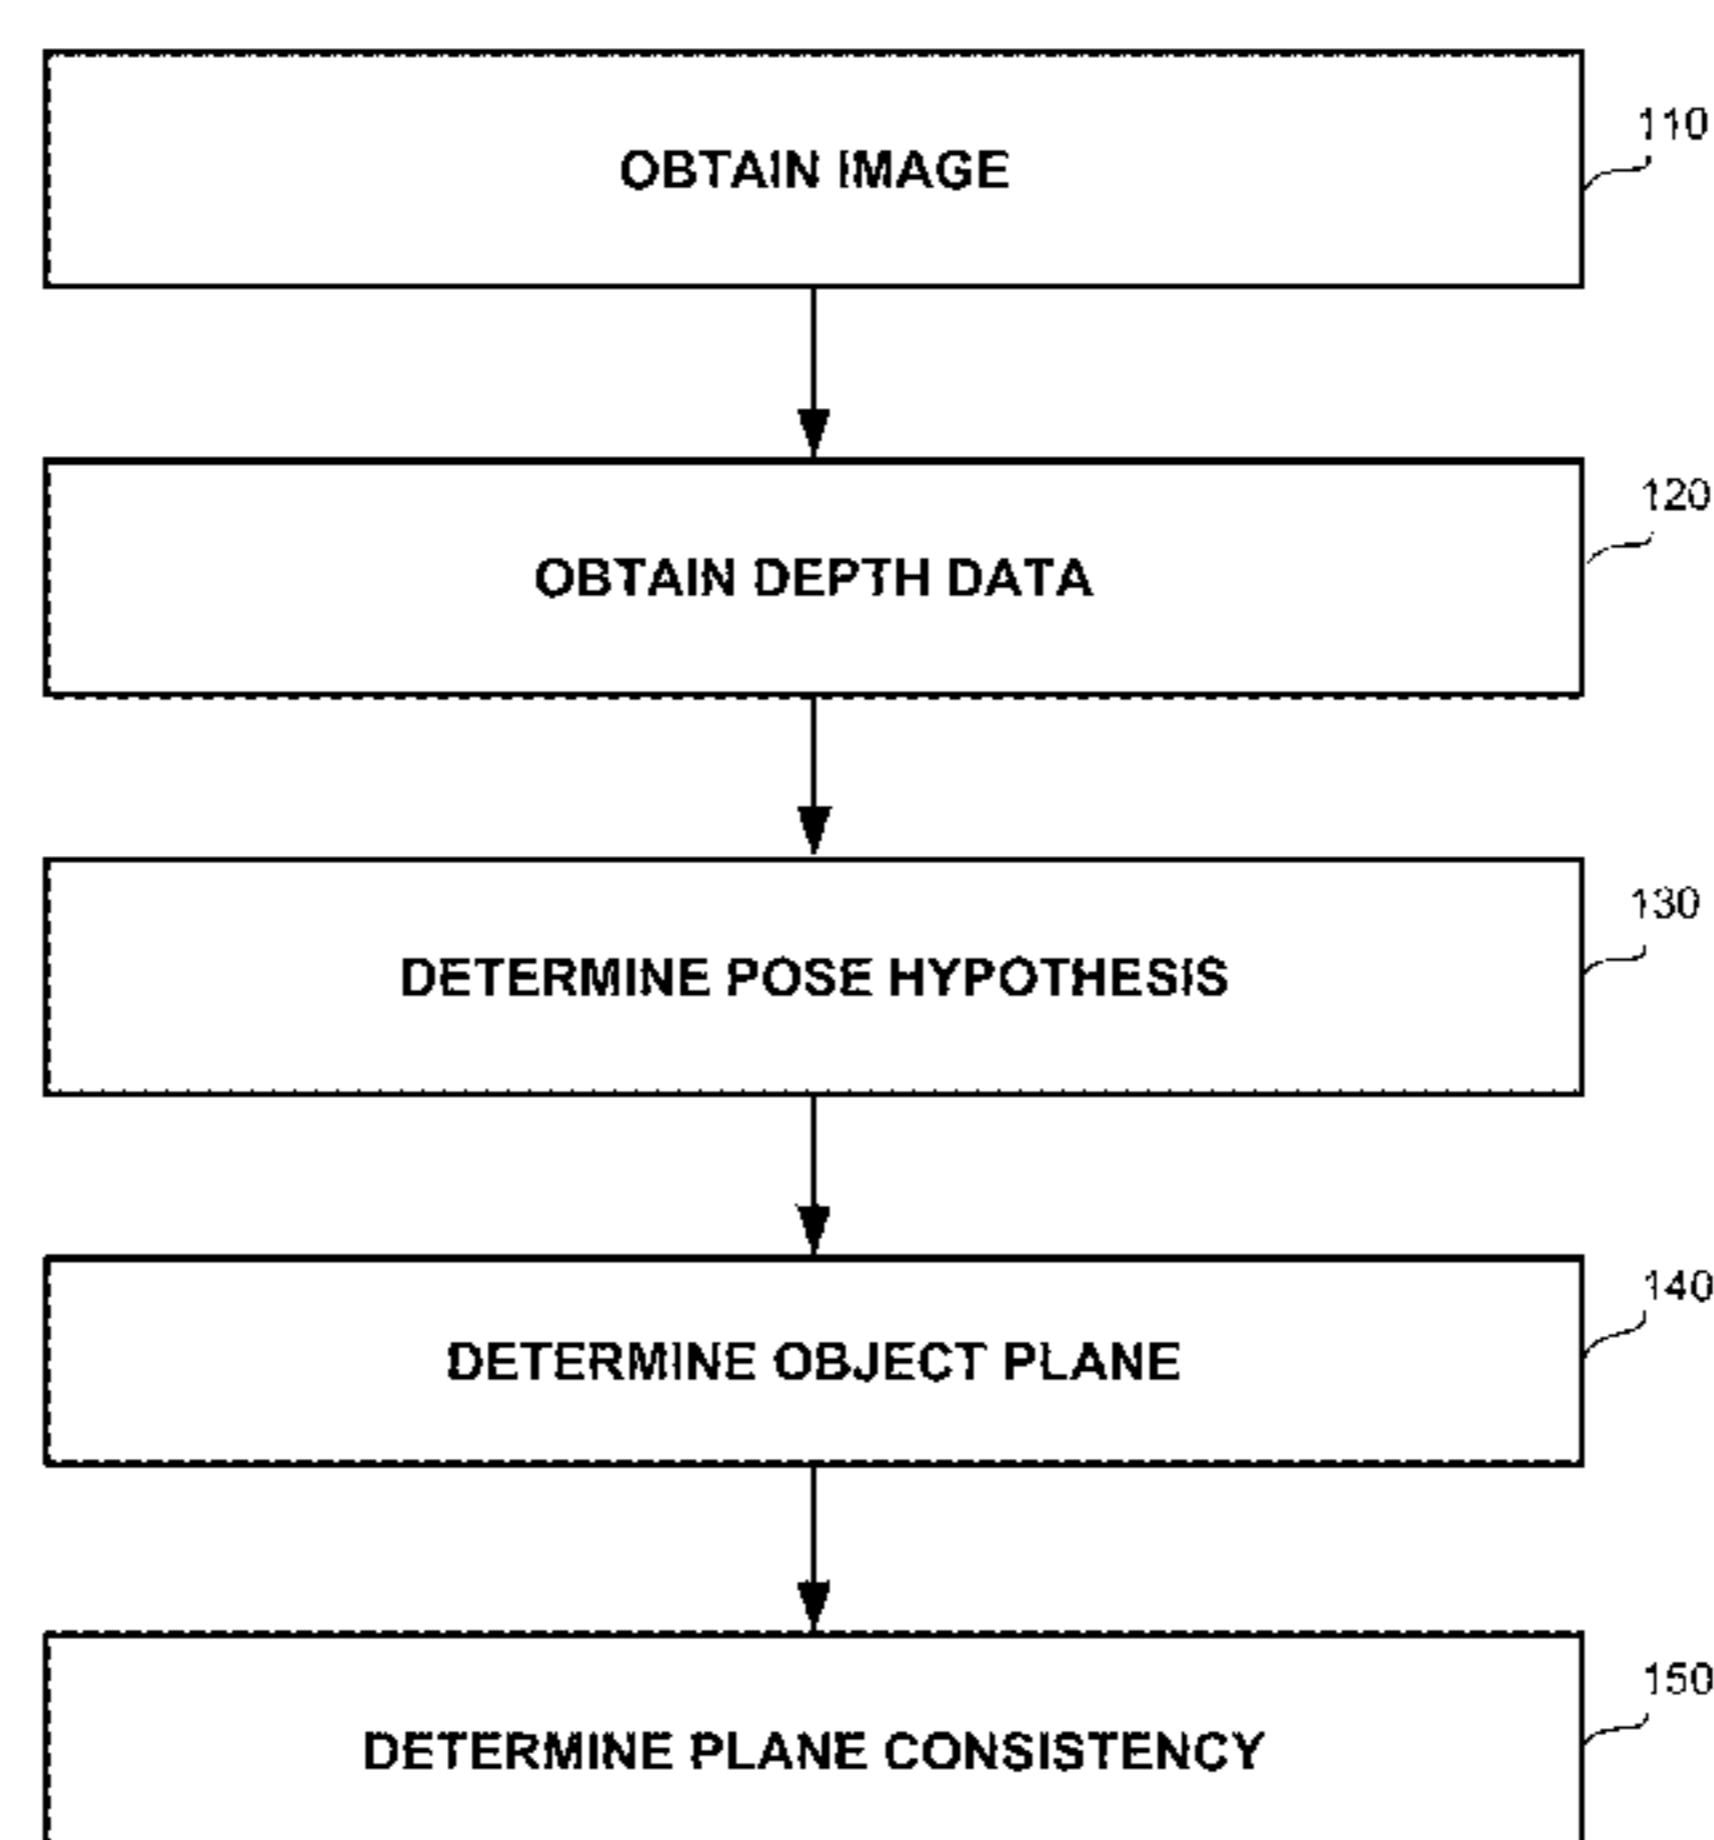 OBTAIN IMAGE
110
OBTAIN DEPTH DATA
120
DETERMINE POSE HYPOTHESIS
130
DETERMINE OBJECT PLANE
140
DETERMINE PLANE CONSISTENCY
150